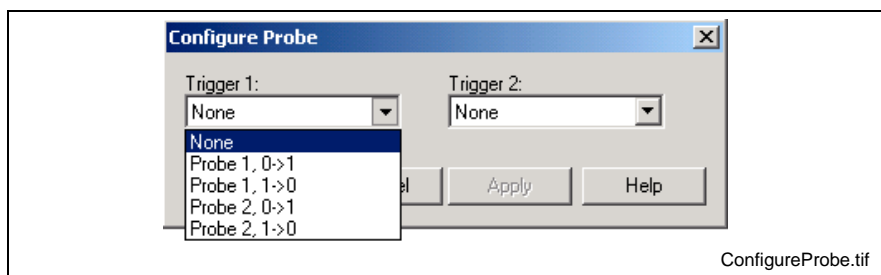 Configure Probe
Trigger 1:
Trigger 2:
None
None
None
Probe 1, 0->1
Probe 1, 1->0
Probe 2, 0->1
Probe 2, 1->0
Apply
Help
ConfigureProbe.tif